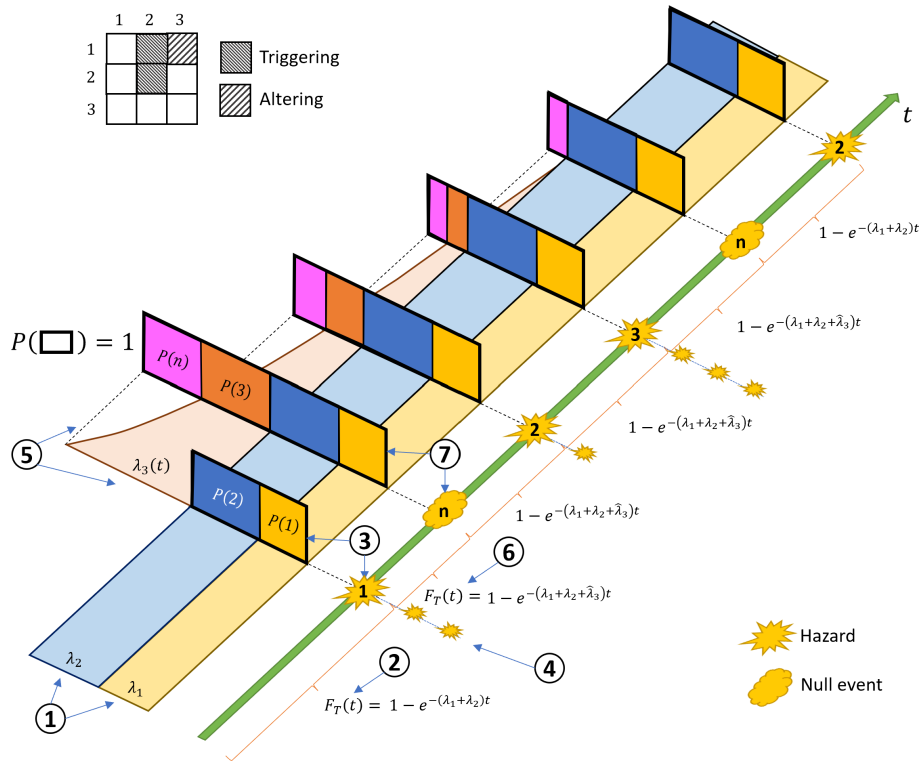 1 2 3
1
2
3
Triggering
Altering
t
2
n
1 − e^{−(λ₁+λ₂)t}
3
1 − e^{−(λ₁+λ₂+λ̂₃)t}
P(▭) = 1
P(n)
P(3)
2
1 − e^{−(λ₁+λ₂+λ̂₃)t}
5
λ₃(t)
7
P(2)
P(1)
n
1 − e^{−(λ₁+λ₂+λ̂₃)t}
3
6
1
F_T(t) = 1 − e^{−(λ₁+λ₂+λ̂₃)t}
Hazard
λ₂
λ₁
2
4
Null event
1
F_T(t) = 1 − e^{−(λ₁+λ₂)t}